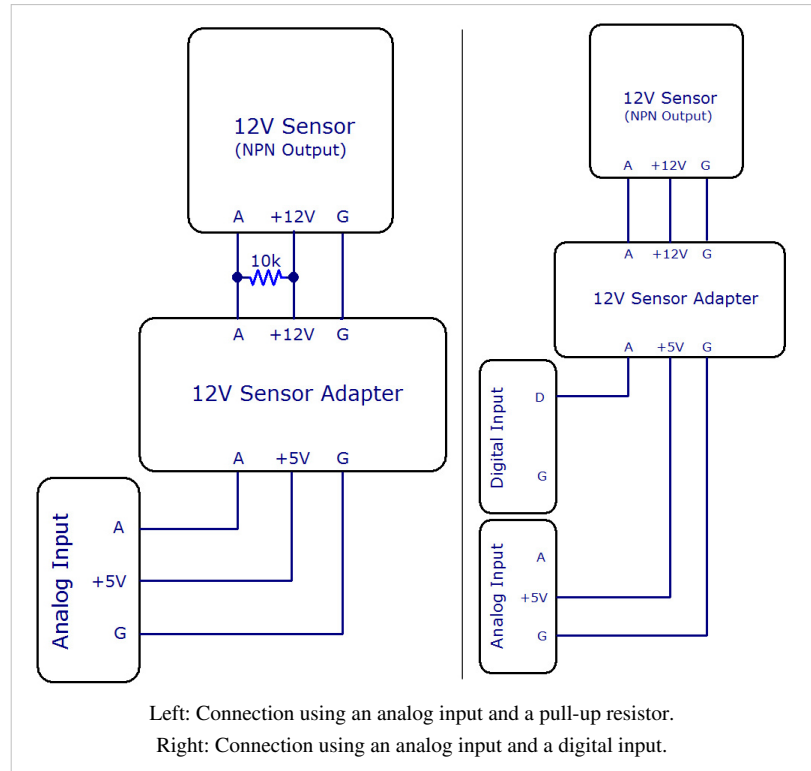 12V Sensor
(NPN Output)
A +12V G
10k
A +12V G
12V Sensor Adapter
A +5V G
Analog Input
A
+5V
G
12V Sensor
(NPN Output)
A +12V G
A +12V G
12V Sensor Adapter
A +5V G
Digital Input
D
G
Analog Input
A
+5V
G
Left: Connection using an analog input and a pull-up resistor.
Right: Connection using an analog input and a digital input.